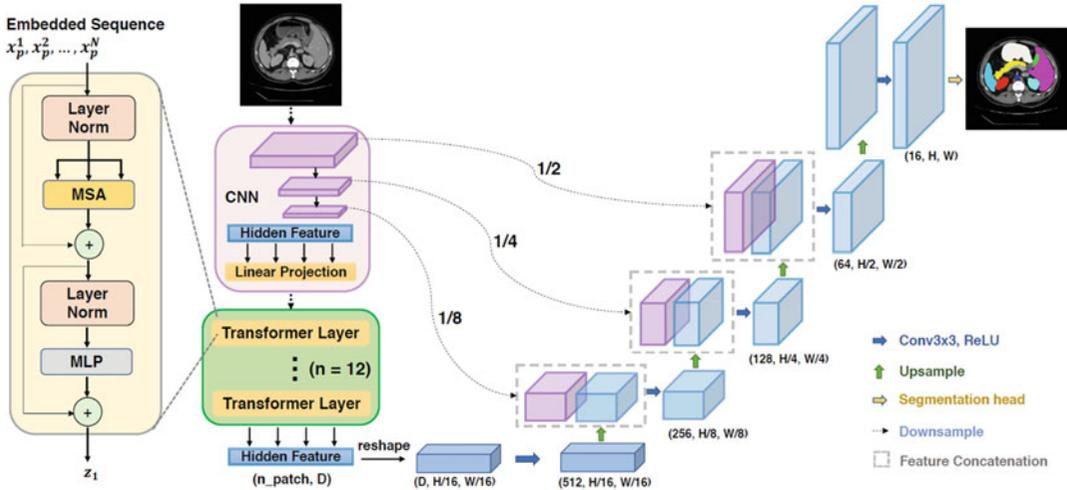 Embedded Sequence
x_p^1, x_p^2, ..., x_p^N
Layer
Norm
MSA
+
Layer
Norm
MLP
+
z_1
CNN
Hidden Feature
Linear Projection
Transformer Layer
(n = 12)
Transformer Layer
Hidden Feature
(n_patch, D)
reshape
(D, H/16, W/16)
(512, H/16, W/16)
1/2
1/4
1/8
(256, H/8, W/8)
(128, H/4, W/4)
(64, H/2, W/2)
(16, H, W)
Conv3x3, ReLU
Upsample
Segmentation head
Downsample
Feature Concatenation